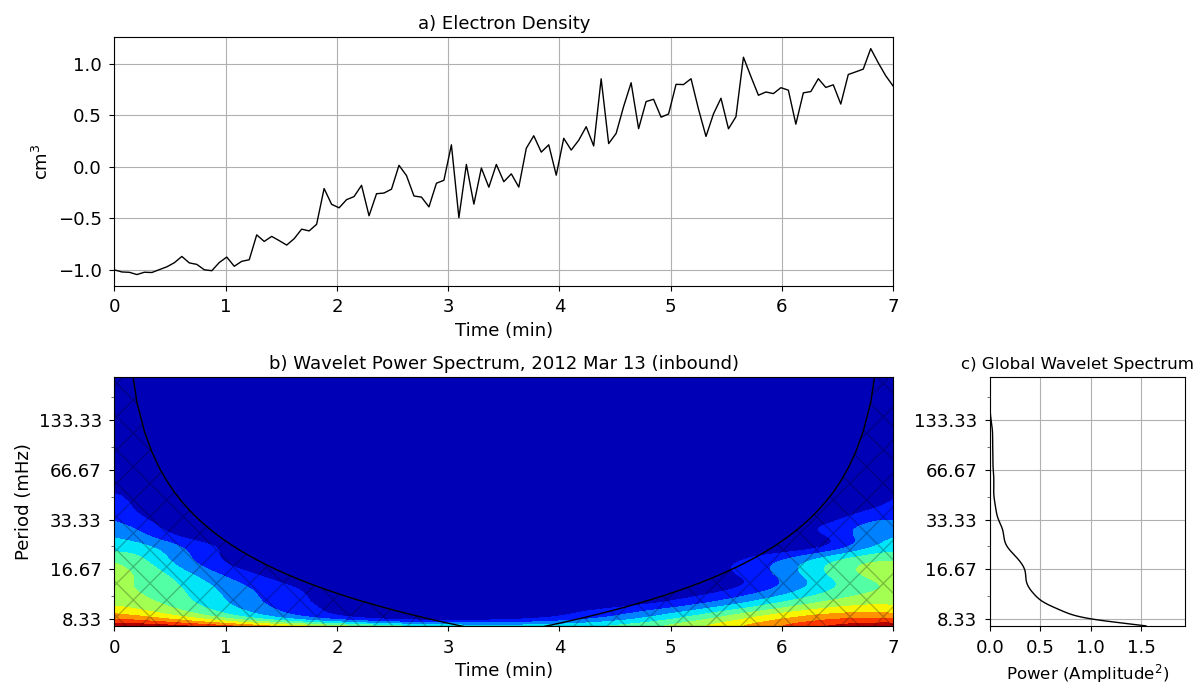 a) Electron Density
cm³
1.0
0.5
0.0
−0.5
−1.0
0 1 2 3 4 5 6 7
Time (min)
b) Wavelet Power Spectrum, 2012 Mar 13 (inbound)
Period (mHz)
133.33
66.67
33.33
16.67
8.33
0 1 2 3 4 5 6 7
Time (min)
c) Global Wavelet Spectrum
133.33
66.67
33.33
16.67
8.33
0.0 0.5 1.0 1.5
Power (Amplitude²)